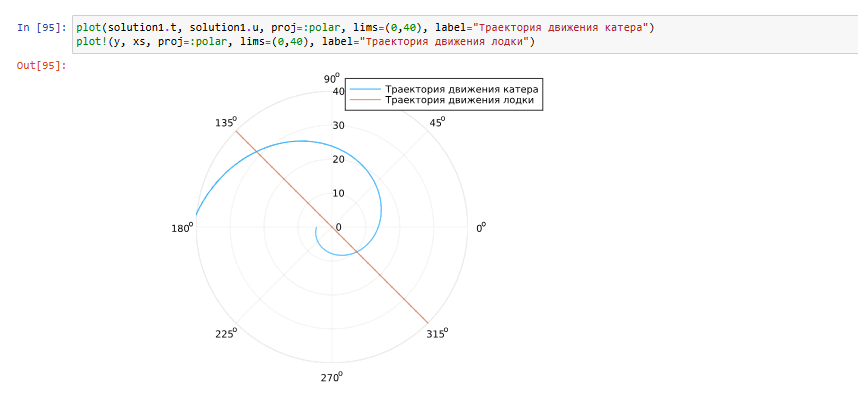 In [95]: plot(solution1.t, solution1.u, proj=:polar, lims=(0,40), label="Траектория движения катера")
plot!(y, xs, proj=:polar, lims=(0,40), label="Траектория движения лодки")
Out[95]:
90°
40
Траектория движения катера
Траектория движения лодки
135°
45°
30
20
10
180°
0
0°
225°
315°
270°